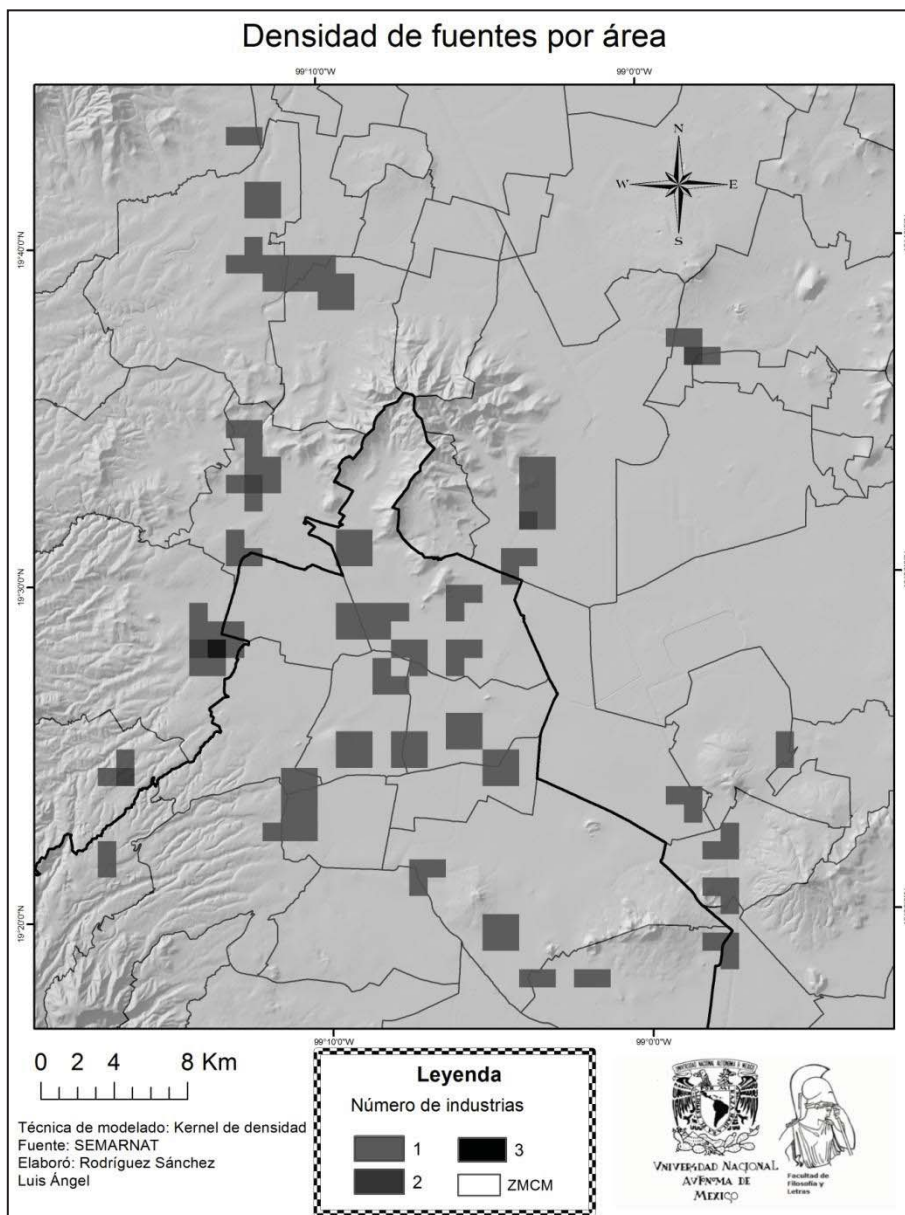 Densidad de fuentes por área
99°10'0"W 99°0'0"W
N
W E
S
19°40'0"N
19°30'0"N
19°20'0"N
99°10'0"W 99°0'0"W
0 2 4 8 Km
Técnica de modelado: Kernel de densidad
Fuente: SEMARNAT
Elaboró: Rodríguez Sánchez
Luis Ángel
Leyenda
Número de industrias
1 3
2 ZMCM
VNIVERSDAD NACIONAL
AVTNºMA DE
MEXICO
Facultad de
Filosofía y
Letras